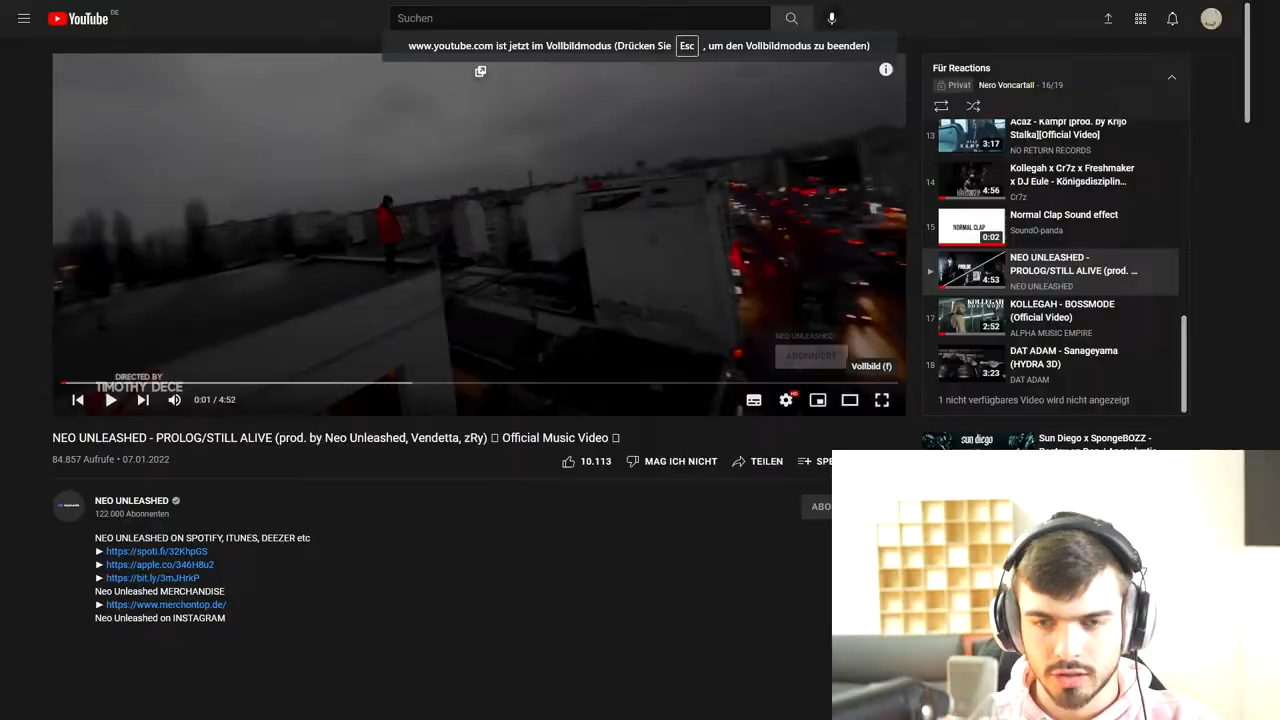 YouTube DE
Suchen
www.youtube.com ist jetzt im Vollbildmodus (Drücken Sie Esc , um den Vollbildmodus zu beenden)
NEO UNLEASHED
ABONNIERT
Vollbild (f)
DIRECTED BY
TIMOTHY DECE
0:01 / 4:52
HD
NEO UNLEASHED - PROLOG/STILL ALIVE (prod. by Neo Unleashed, Vendetta, zRy) ▯ Official Music Video ▯
84.857 Aufrufe • 07.01.2022
10.113
MAG ICH NICHT
TEILEN
SPE
NEO UNLEASHED
122.000 Abonnenten
ABO
NEO UNLEASHED ON SPOTIFY, ITUNES, DEEZER etc
► https://spoti.fi/32KhpGS
► https://apple.co/346H8u2
► https://bit.ly/3mJHrkP
Neo Unleashed MERCHANDISE
► https://www.merchontop.de/
Neo Unleashed on INSTAGRAM
Für Reactions
Privat Nero Voncartall - 16/19
13
3:17
Acaz - Kampf [prod. by Krijo
Stalka][Official Video]
NO RETURN RECORDS
14
4:56
Kollegah x Cr7z x Freshmaker
x DJ Eule - Königsdisziplin...
Cr7z
15
NORMAL CLAP
0:02
Normal Clap Sound effect
SoundO-panda
PROLOG
4:53
NEO UNLEASHED -
PROLOG/STILL ALIVE (prod. ...
NEO UNLEASHED
17
KOLLEGAH
2:52
KOLLEGAH - BOSSMODE
(Official Video)
ALPHA MUSIC EMPIRE
18
3:23
DAT ADAM - Sanageyama
(HYDRA 3D)
DAT ADAM
1 nicht verfügbares Video wird nicht angezeigt
sun diego
Sun Diego x SpongeBOZZ -